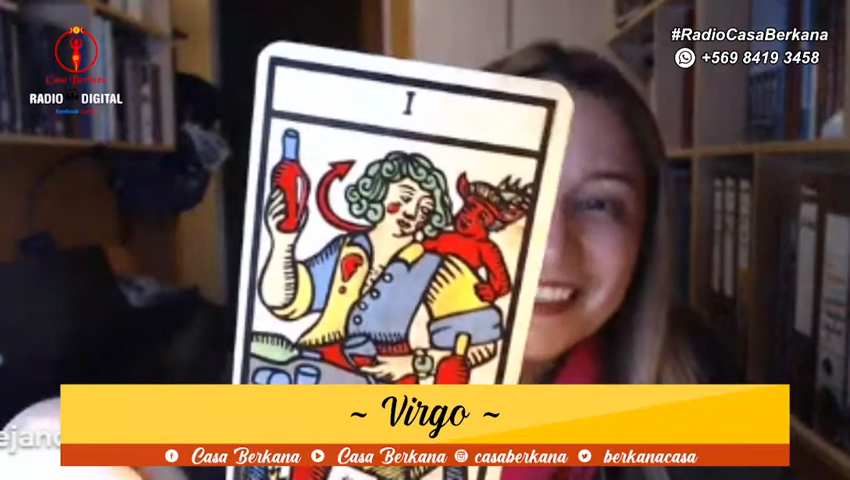 #RadioCasaBerkana
+569 8419 3458
Casa Berkana
RADIO DIGITAL
I
~ Virgo ~
Casa Berkana Casa Berkana casaberkana berkanacasa